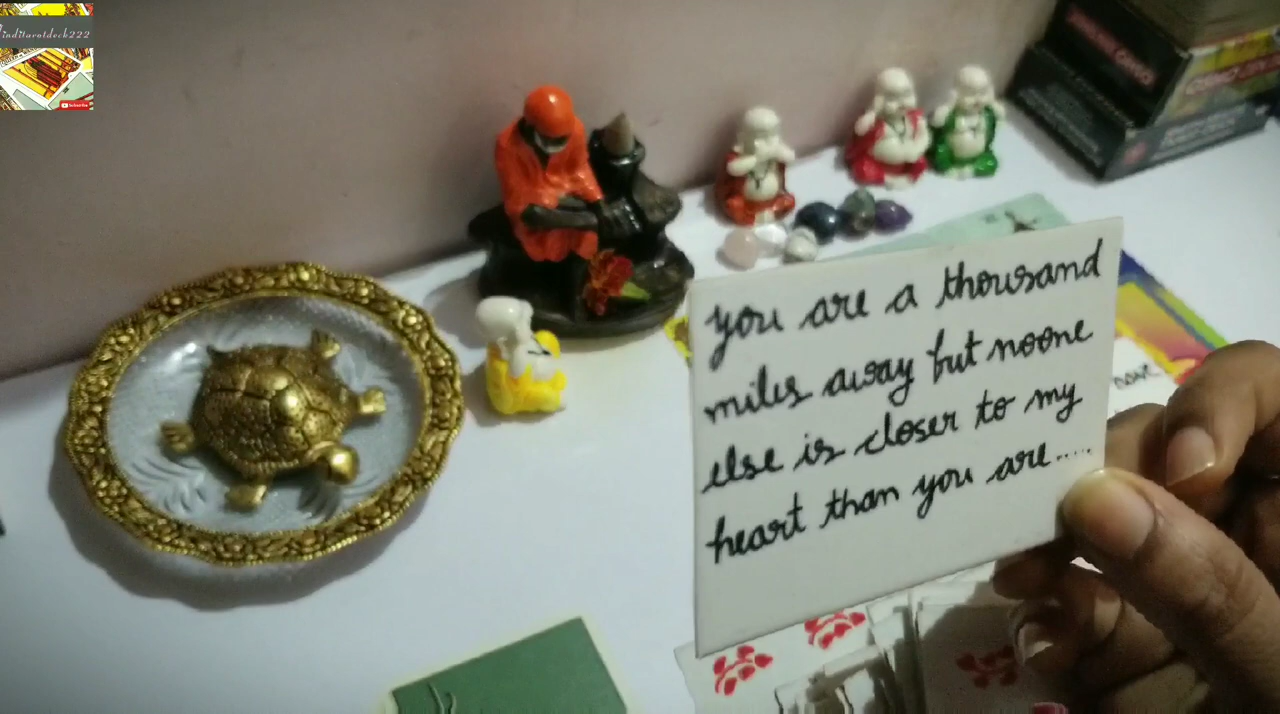 you are a thousand
miles away but noone
else is closer to my
heart than you are.....